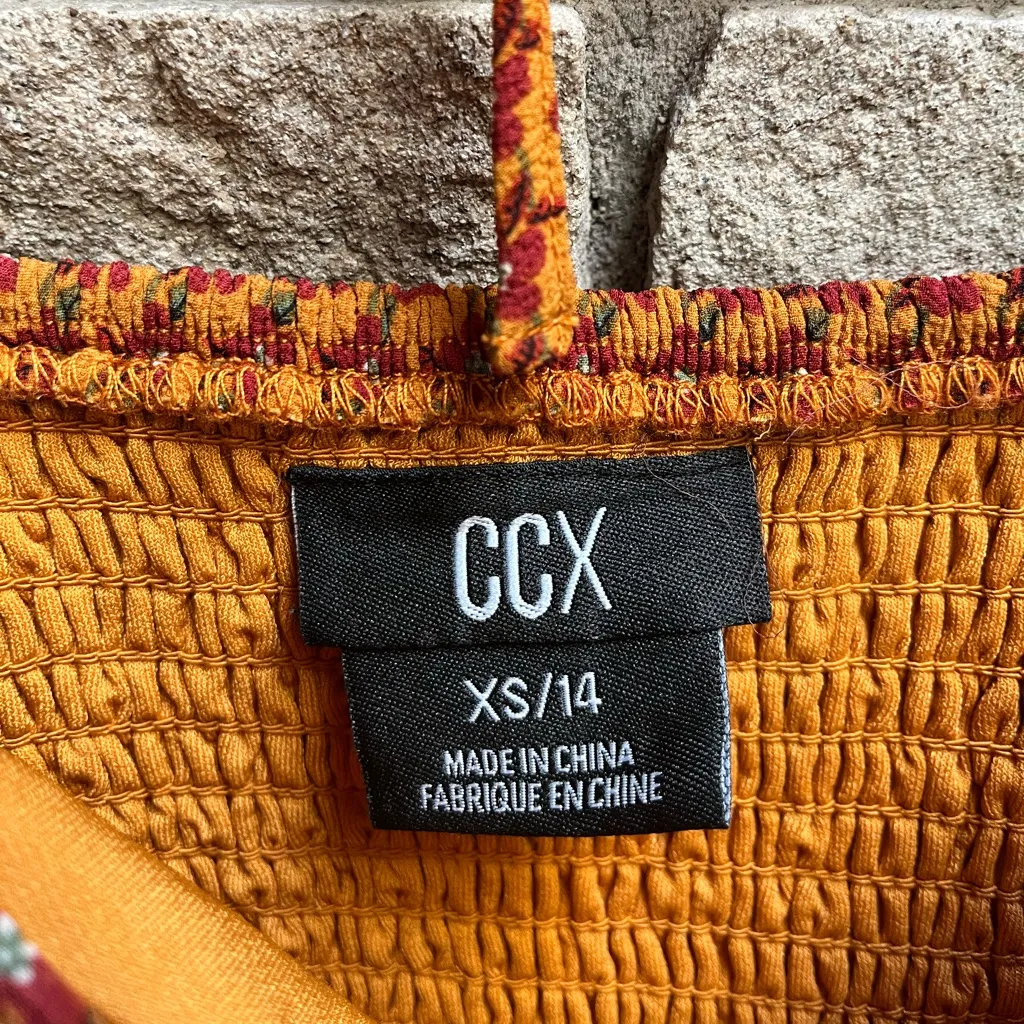 CCX
XS/14
MADE IN CHINA
FABRIQUE EN CHINE